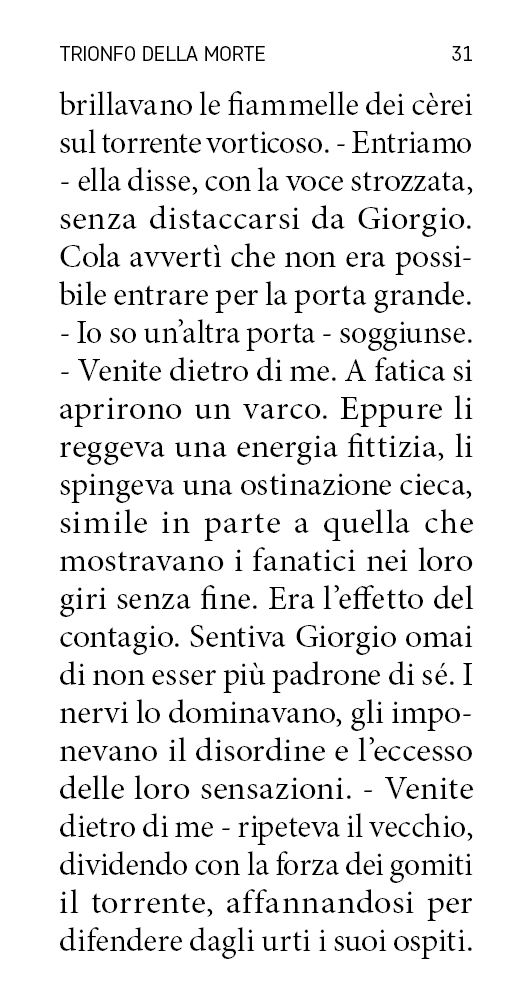 TRIONFO DELLA MORTE 31
brillavano le fiammelle dei cèrei
sul torrente vorticoso. - Entriamo
- ella disse, con la voce strozzata,
senza distaccarsi da Giorgio.
Cola avvertì che non era possi-
bile entrare per la porta grande.
- Io so un’altra porta - soggiunse.
- Venite dietro di me. A fatica si
aprirono un varco. Eppure li
reggeva una energia fittizia, li
spingeva una ostinazione cieca,
simile in parte a quella che
mostravano i fanatici nei loro
giri senza fine. Era l’effetto del
contagio. Sentiva Giorgio omai
di non esser più padrone di sé. I
nervi lo dominavano, gli impo-
nevano il disordine e l’eccesso
delle loro sensazioni. - Venite
dietro di me - ripeteva il vecchio,
dividendo con la forza dei gomiti
il torrente, affannandosi per
difendere dagli urti i suoi ospiti.